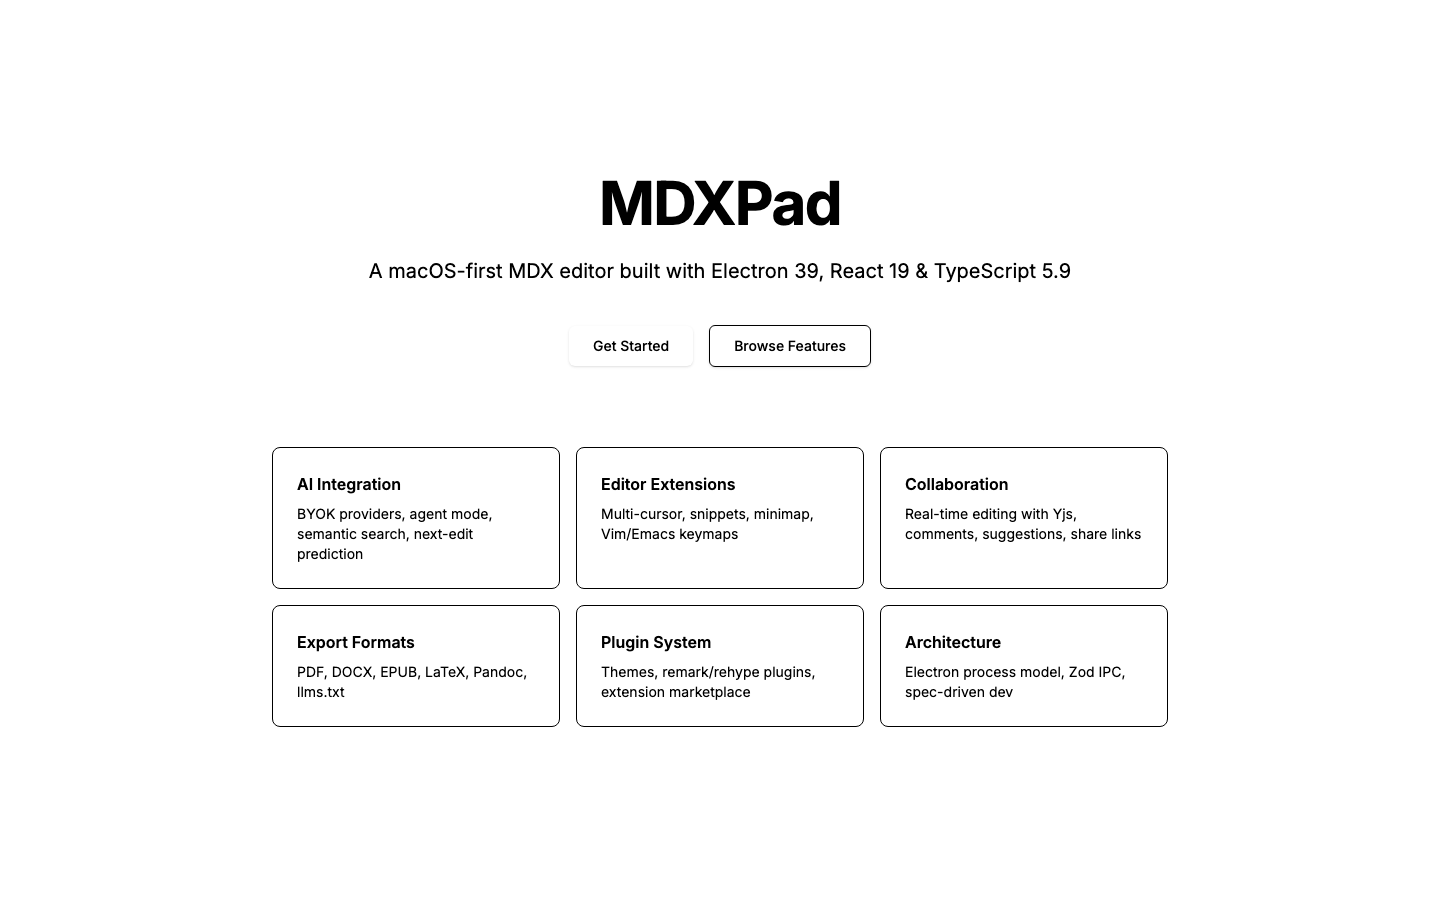 MDXPad
A macOS-first MDX editor built with Electron 39, React 19 & TypeScript 5.9
Get Started
Browse Features
AI Integration
BYOK providers, agent mode,
semantic search, next-edit
prediction
Editor Extensions
Multi-cursor, snippets, minimap,
Vim/Emacs keymaps
Collaboration
Real-time editing with Yjs,
comments, suggestions, share links
Export Formats
PDF, DOCX, EPUB, LaTeX, Pandoc,
llms.txt
Plugin System
Themes, remark/rehype plugins,
extension marketplace
Architecture
Electron process model, Zod IPC,
spec-driven dev